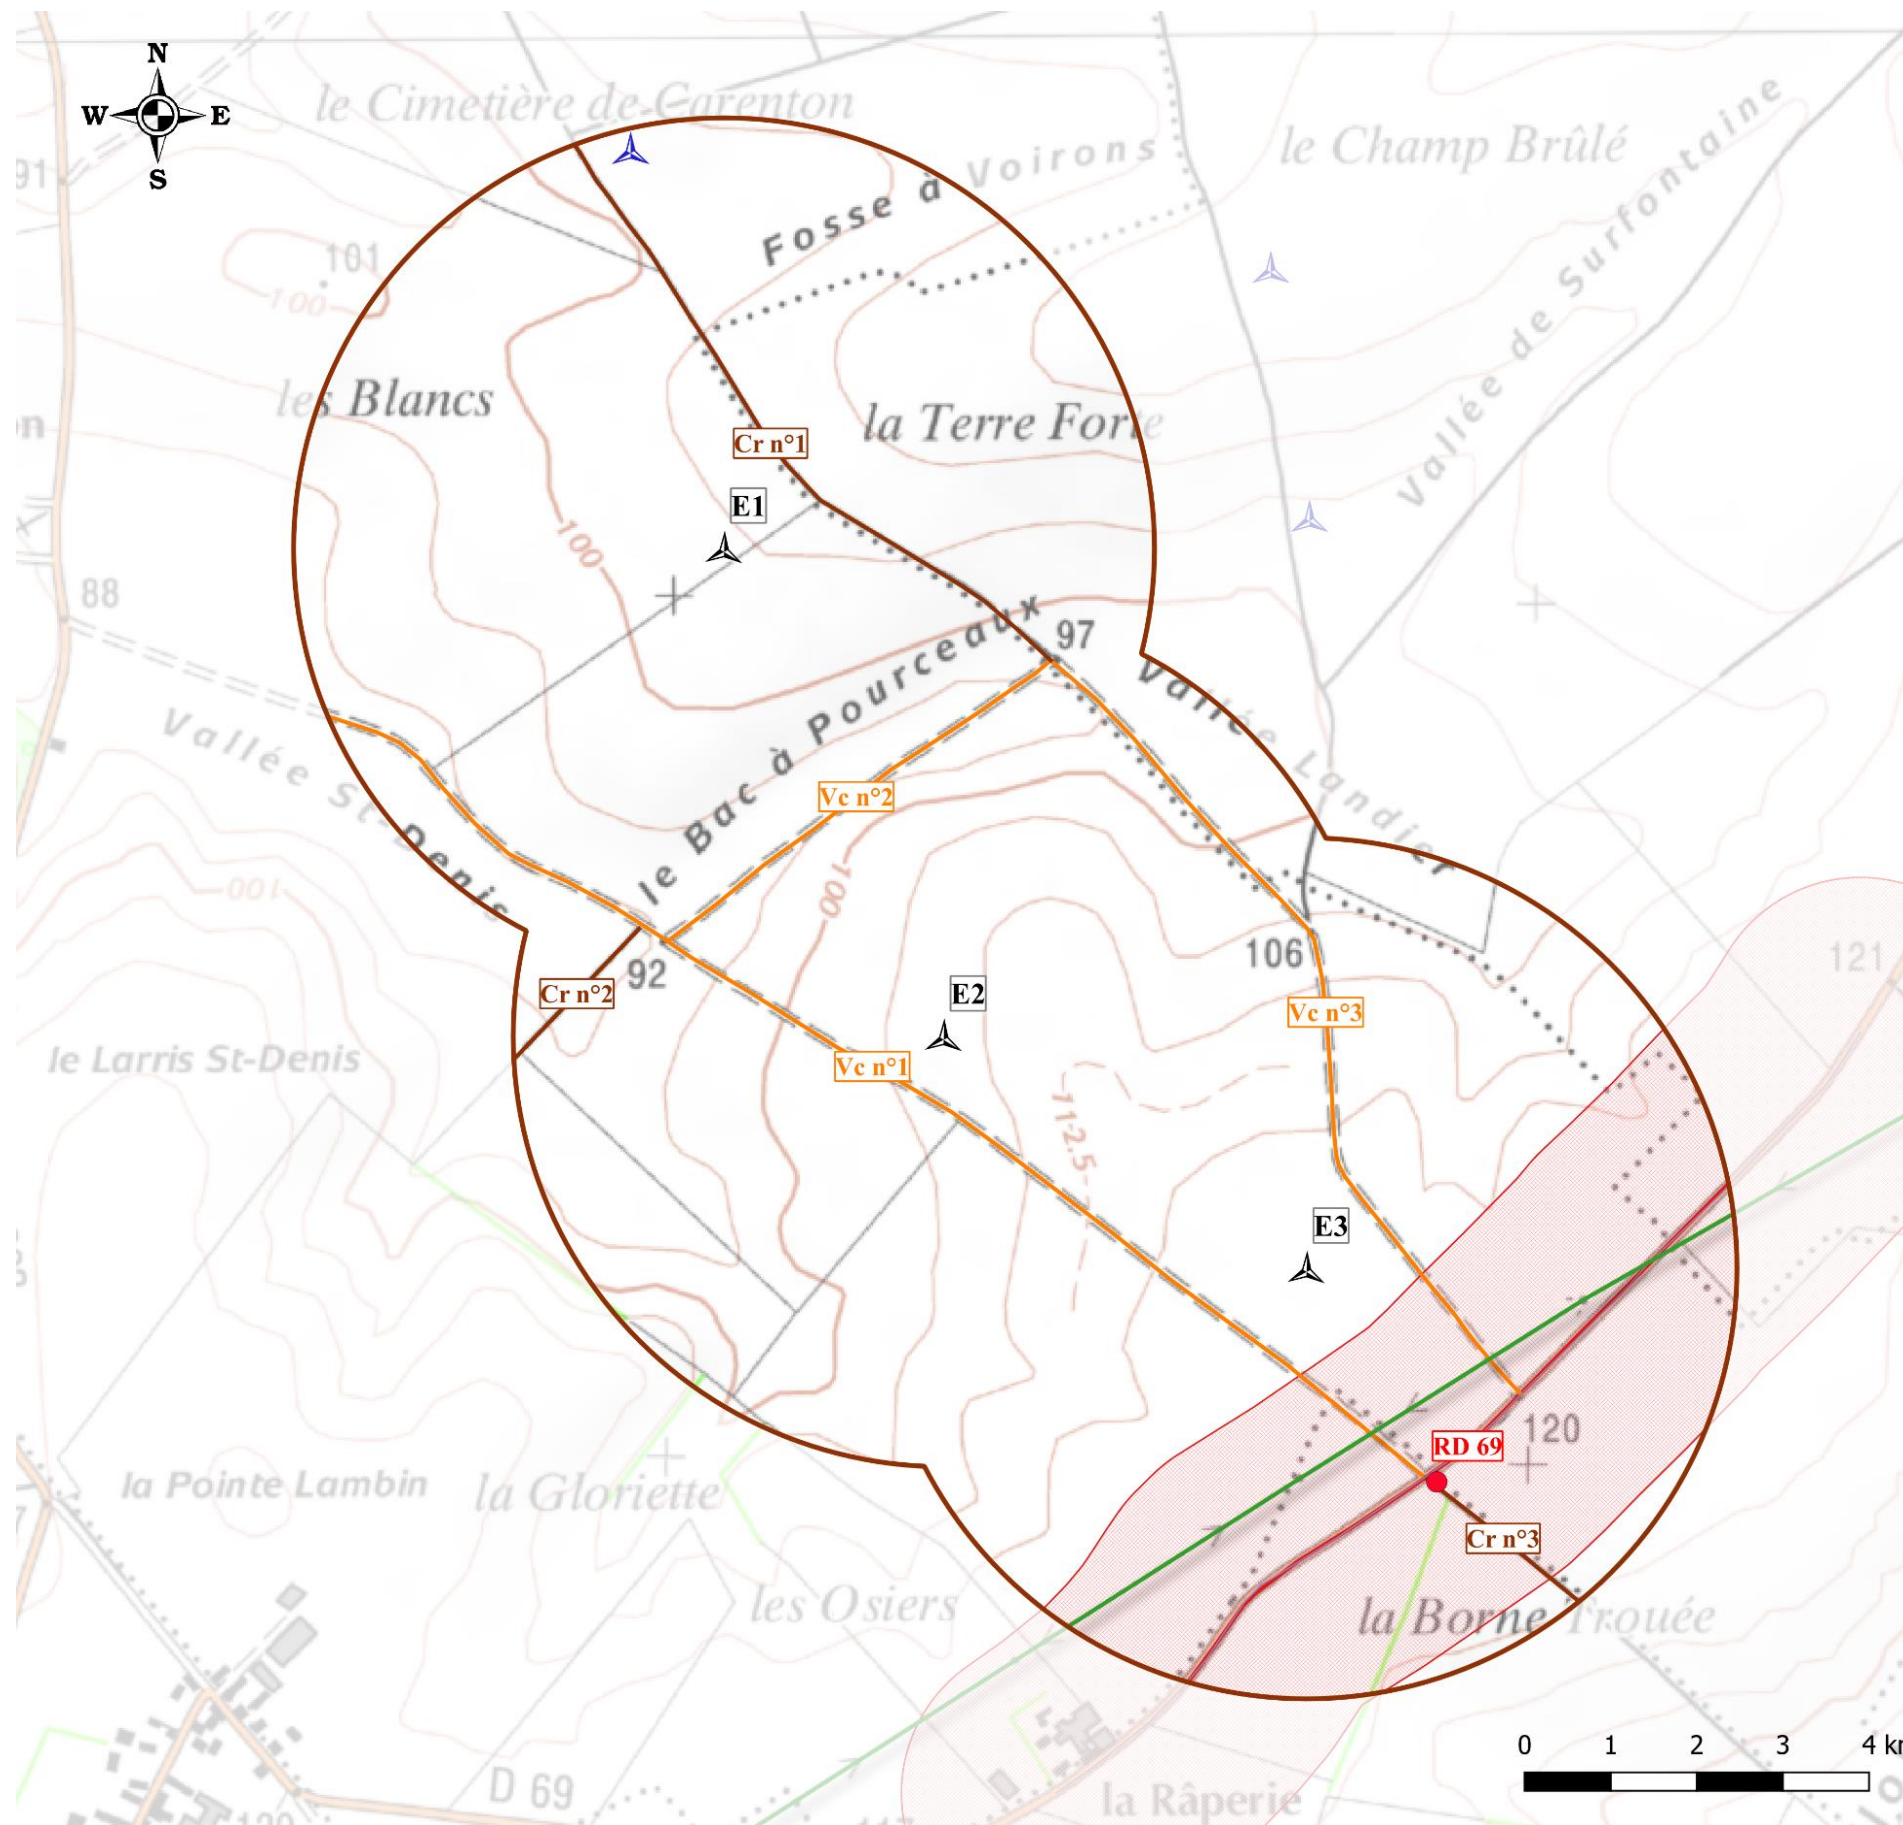 N
W E
S
le Cimetière de Carenton
le Champ Brûlé
Fosse à Voirons
Vallée de Surfontaine
91
101
100
les Blancs
la Terre Forte
Cr n°1
E1
100
88
97
le Bac à Pourceaux
Vallée Landier
Vallée St-Denis
Vc n°2
100
100
92
106
121
Cr n°2
E2
Vc n°3
le Larris St-Denis
Vc n°1
112.5
E3
120
RD 69
la Pointe Lambin
la Gloriette
Cr n°3
les Osiers
la Borne Trouée
0 1 2 3 4 k
D 69
la Râperie